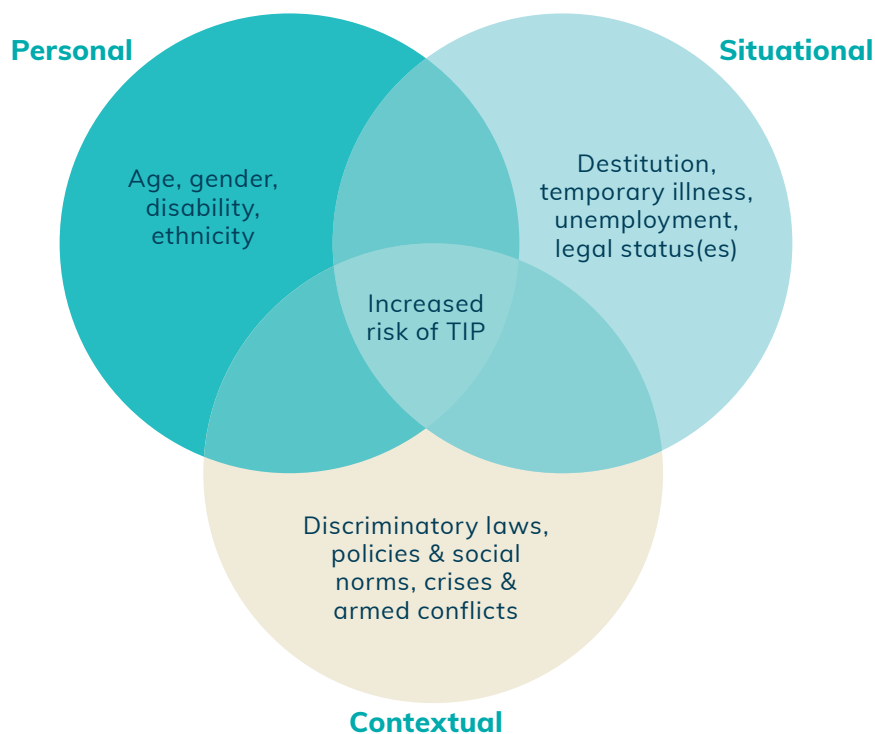 Personal
Situational
Age, gender,
disability,
ethnicity
Destitution,
temporary illness,
unemployment,
legal status(es)
Increased
risk of TIP
Discriminatory laws,
policies & social
norms, crises &
armed conflicts
Contextual